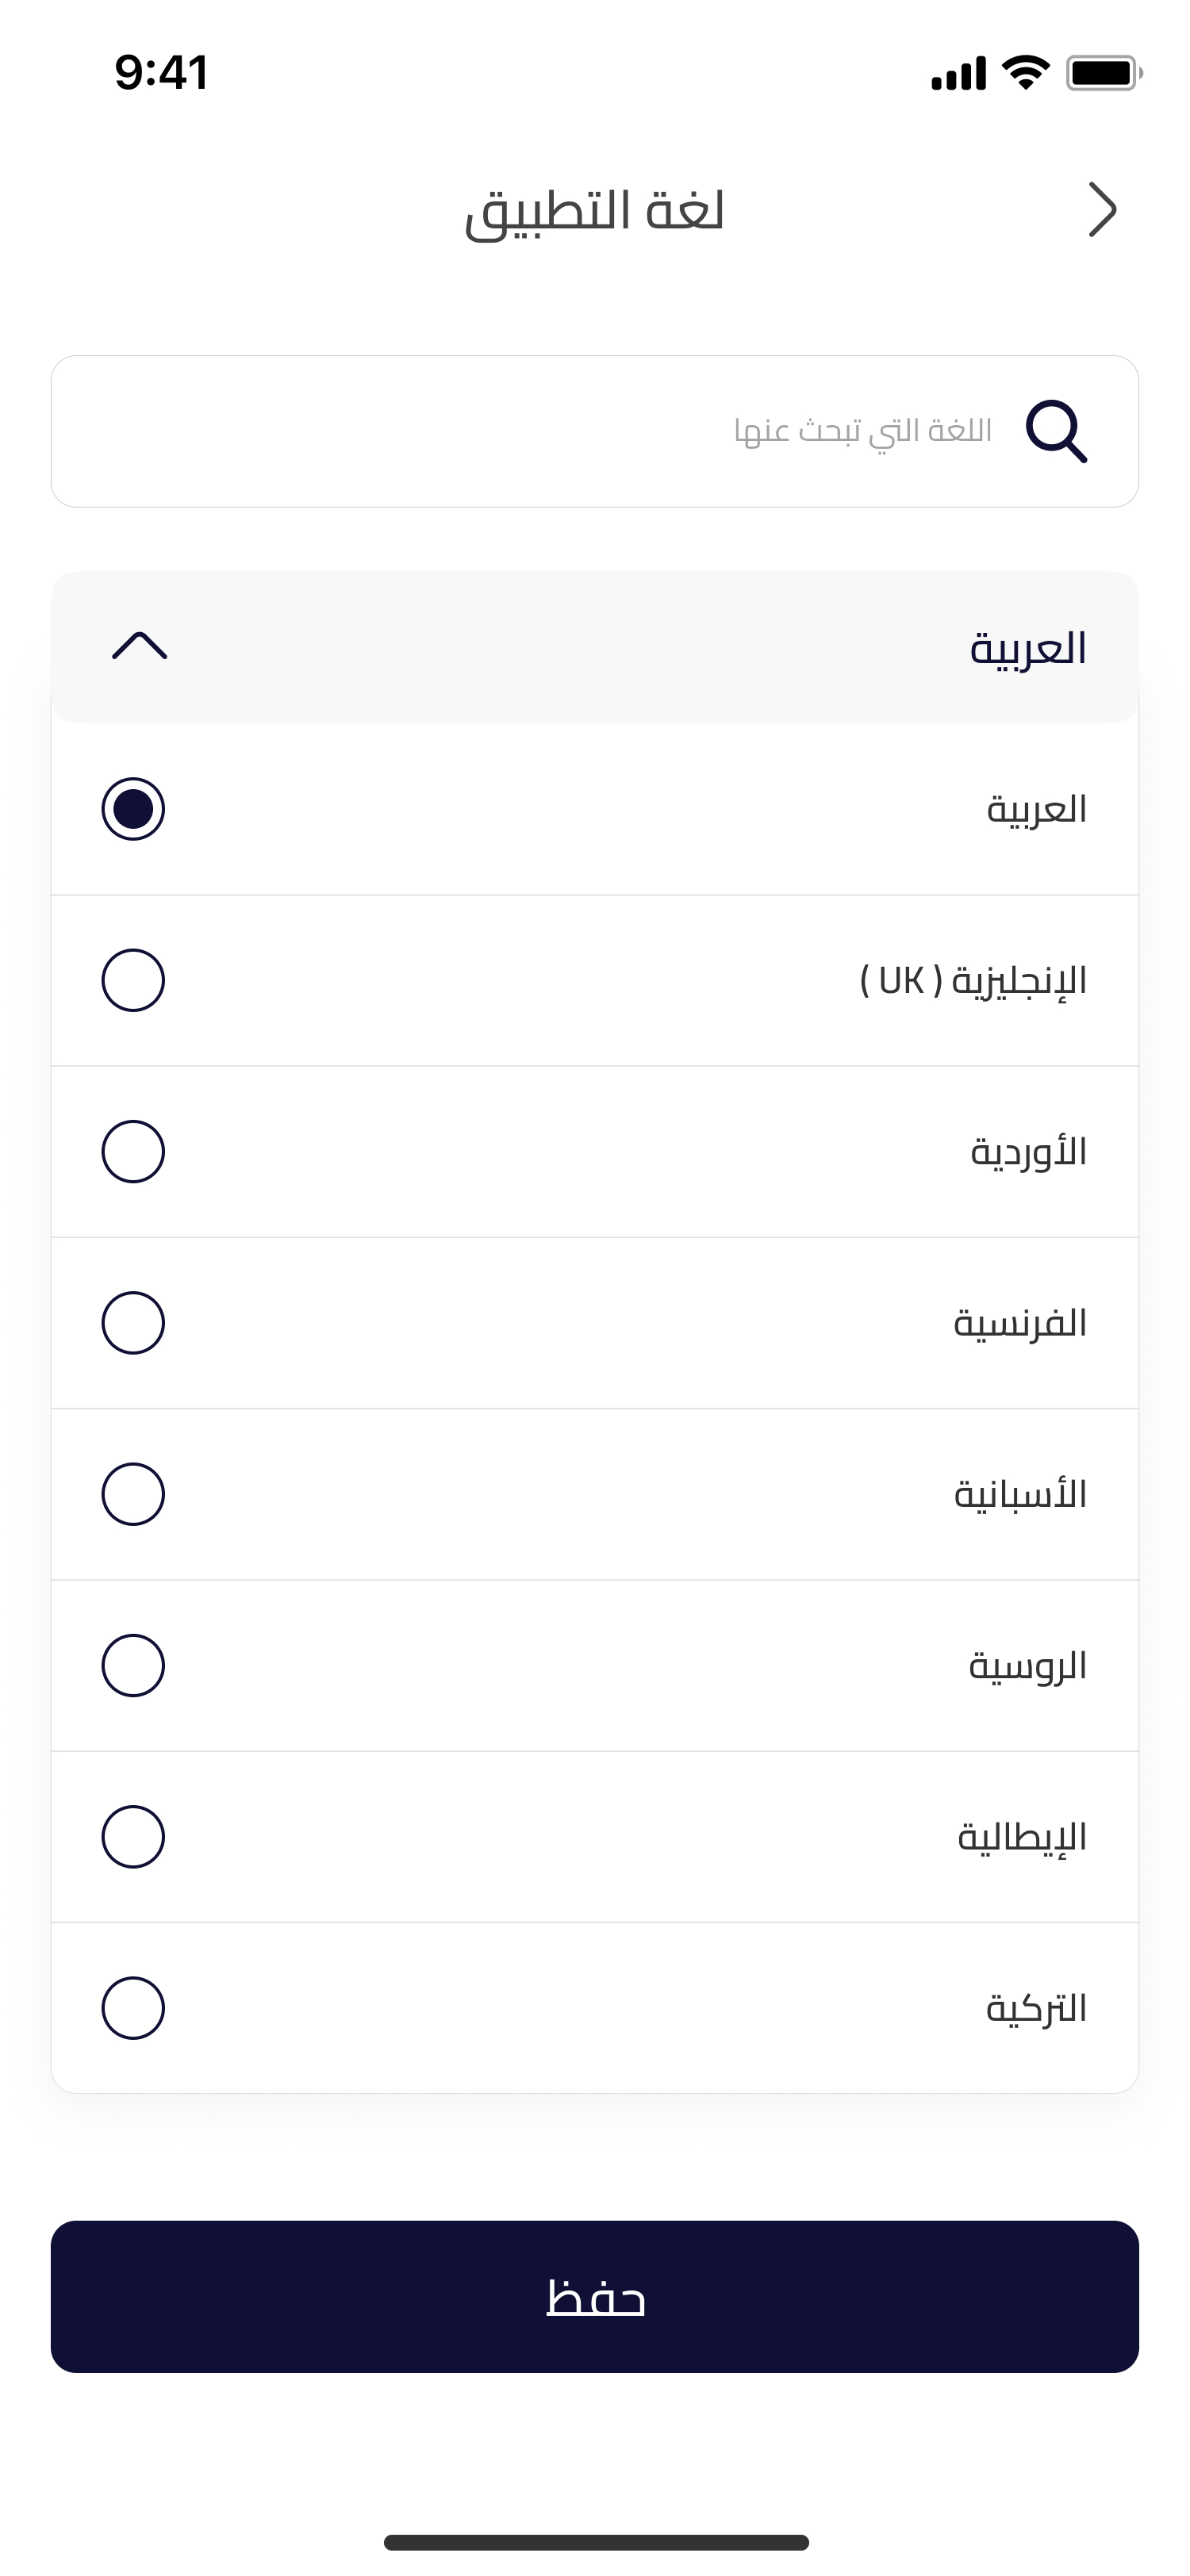 9:41
لغة التطبيق
اللغة التي تبحث عنها
العربية
العربية
الإنجليزية ( UK )
الأوردية
الفرنسية
الأسبانية
الروسية
الإيطالية
التركية
حفظ